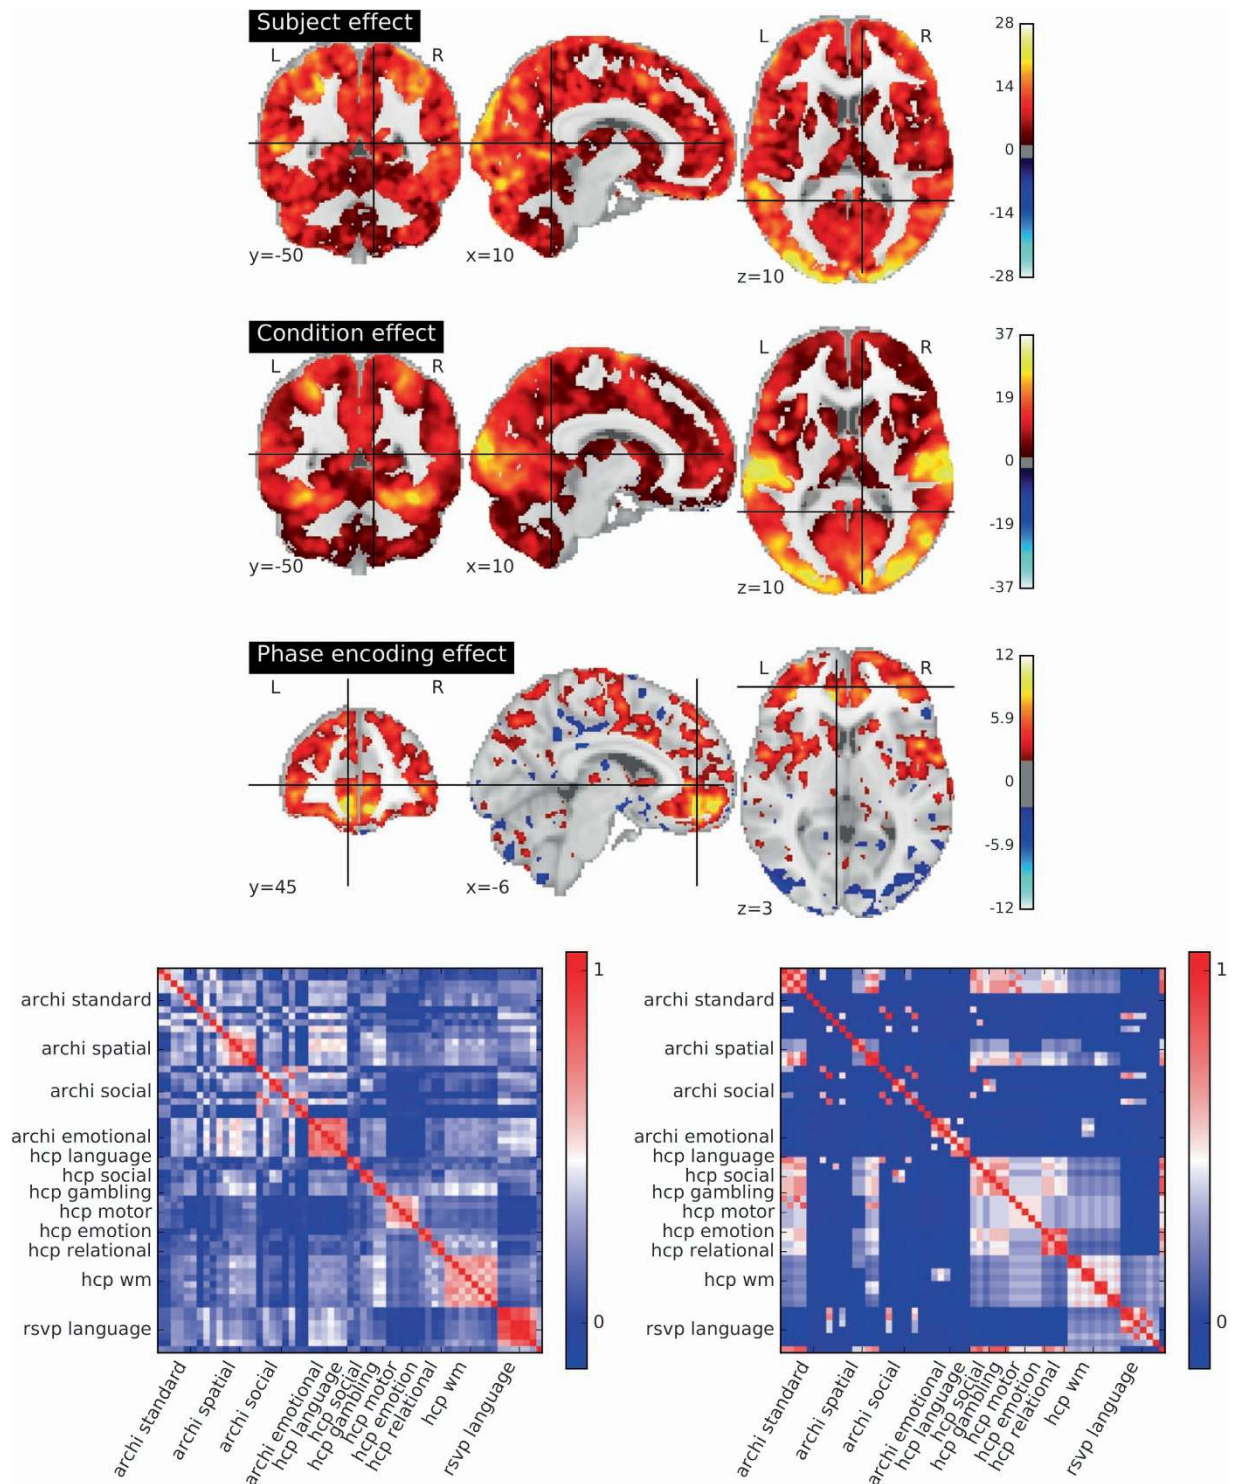 Subject effect
L R L R
28
14
0
-14
-28
y=-50 x=10 z=10
Condition effect
L R L R
37
19
0
-19
-37
y=-50 x=10 z=10
Phase encoding effect
L R L R
12
5.9
0
-5.9
-12
y=45 x=-6 z=3
archi standard
archi spatial
archi social
archi emotional
hcp language
hcp social
hcp gambling
hcp motor
hcp emotion
hcp relational
hcp wm
rsvp language
archi standard
archi spatial
archi social
archi emotional
hcp language
hcp social
hcp gambling
hcp motor
hcp emotion
hcp relational
hcp wm
rsvp language
1
0
archi standard
archi spatial
archi social
archi emotional
hcp language
hcp social
hcp gambling
hcp motor
hcp emotion
hcp relational
hcp wm
rsvp language
archi standard
archi spatial
archi social
archi emotional
hcp language
hcp social
hcp gambling
hcp motor
hcp emotion
hcp relational
hcp wm
rsvp language
1
0